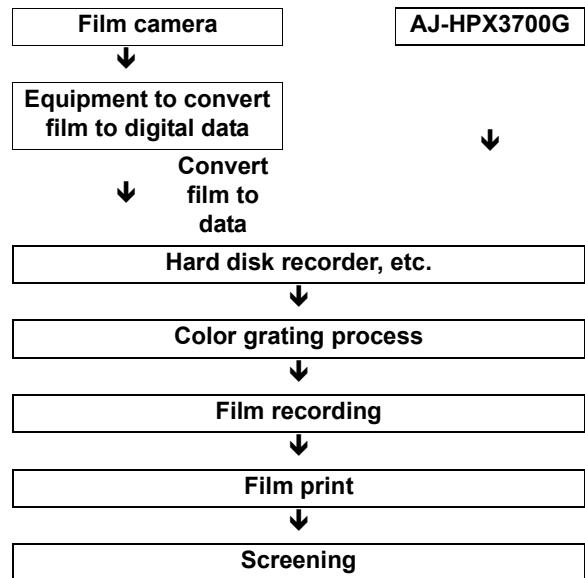 Film camera
AJ-HPX3700G
Equipment to convert
film to digital data
Convert
film to
data
Hard disk recorder, etc.
Color grating process
Film recording
Film print
Screening